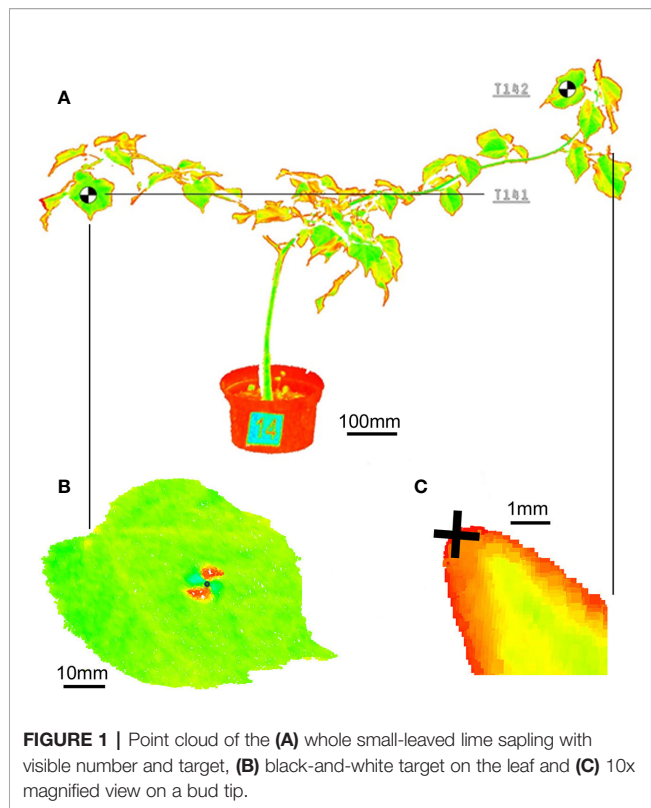 A
T142
T141
14
100mm
B
C
1mm
10mm
FIGURE 1 | Point cloud of the (A) whole small-leaved lime sapling with
visible number and target, (B) black-and-white target on the leaf and (C) 10x
magnified view on a bud tip.